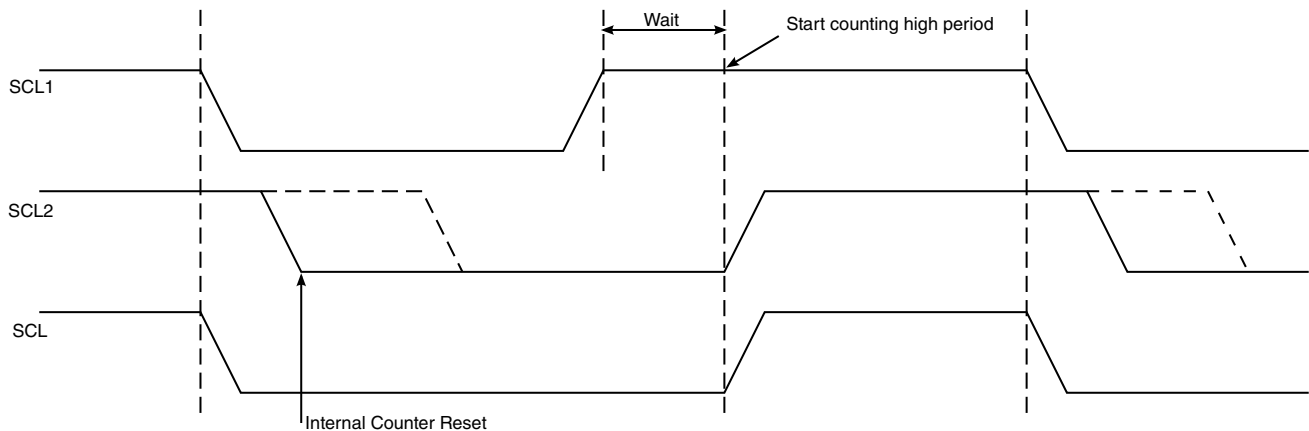 Wait
Start counting high period
SCL1
SCL2
SCL
Internal Counter Reset